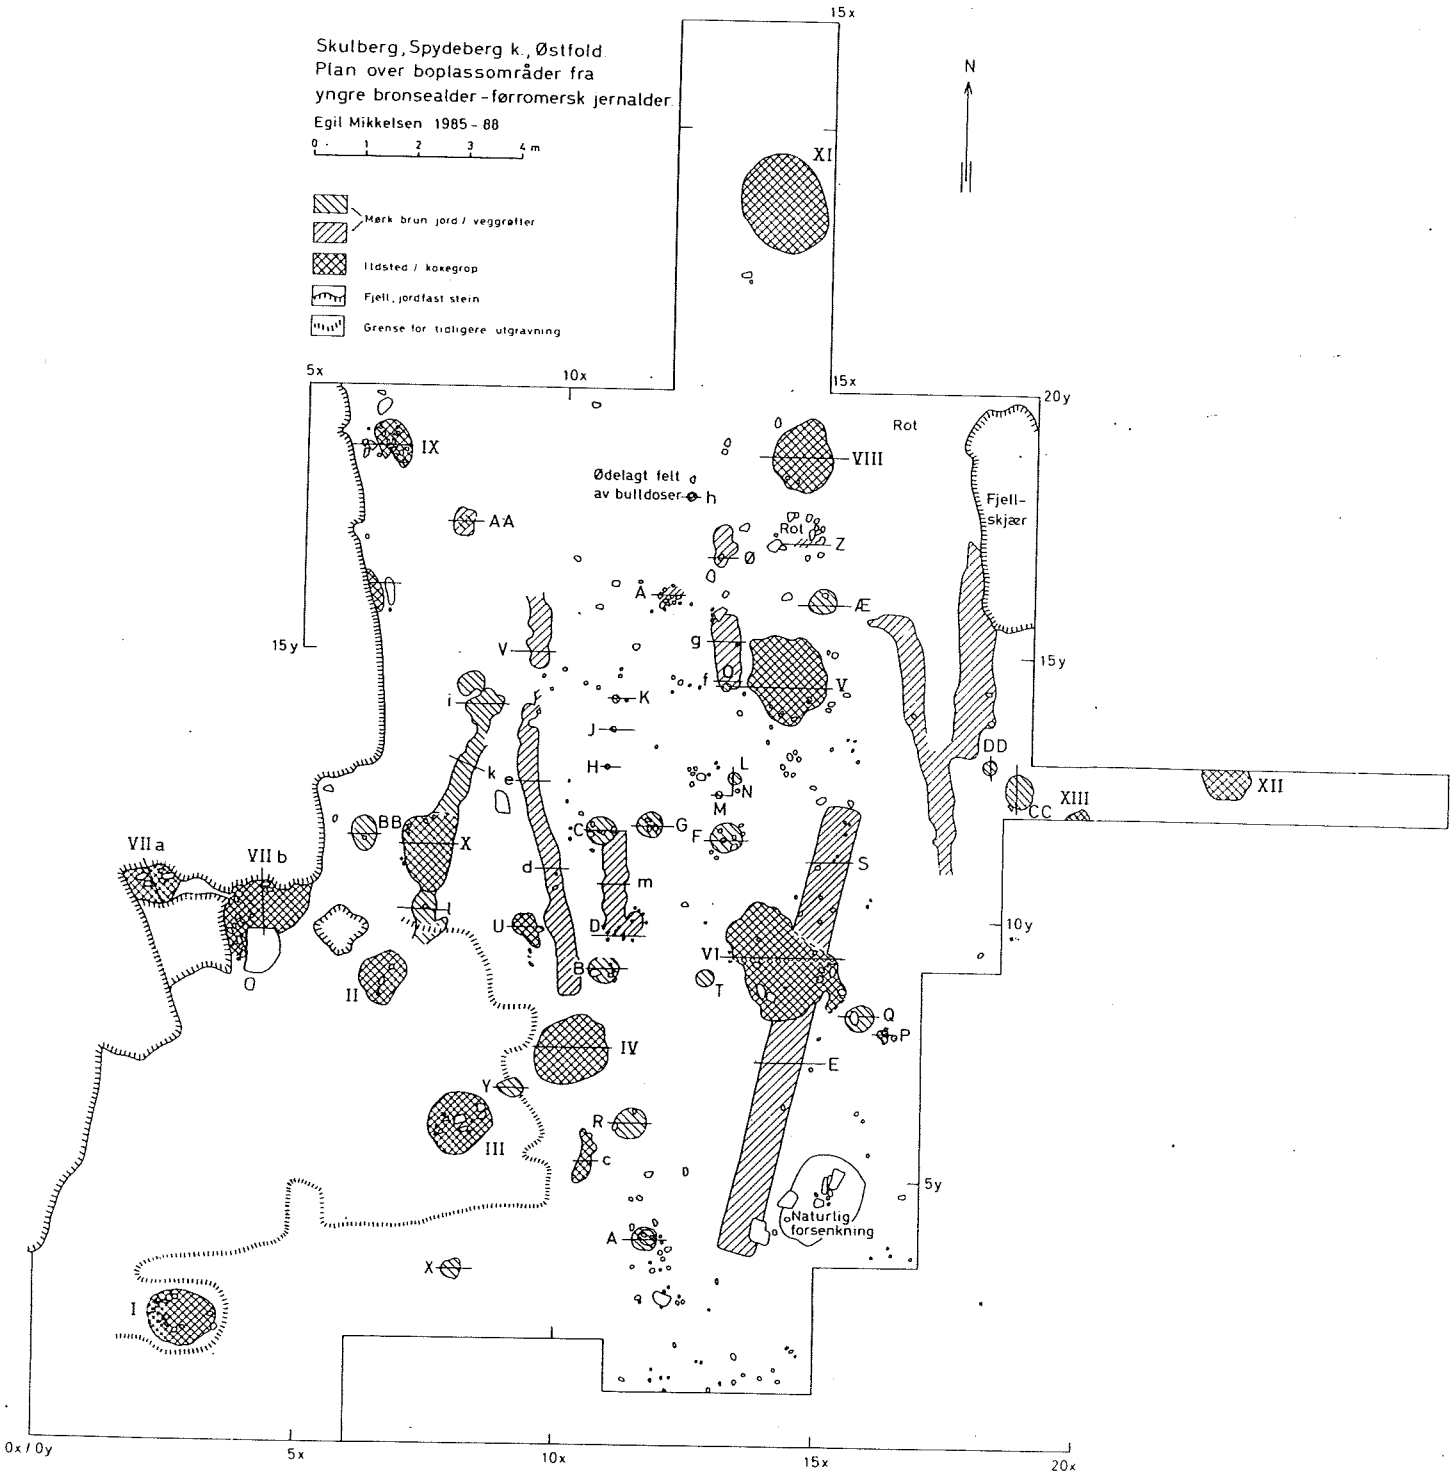 15x
Skulberg, Spydeberg k., Østfold.
Plan over boplassområder fra
yngre bronsealder - førromersk jernalder.
Egil Mikkelsen 1985 - 88
0 1 2 3 4 m
N
XI
Mørk brun jord / veggrøfter
Ildsted / kokegrop
Fjell, jordfast stein
Grense for tidligere utgravning
5x
10x
15x
20y
Rot
IX
VIII
Ødelagt felt
av bulldoser
h
Fjell-
skjær
AA
Rot
Z
Ø
Å
Æ
15y
V
g
15y
f
V
i
K
J
DD
H
L
k
e
N
M
XII
CC
XIII
BB
C
G
F
X
VII a
VII b
d
m
S
l
U
D
10y
VI
B
T
II
O
Q
P
IV
E
Y
R
III
c
5y
Naturlig
forsenkning
A
X
I
0x / 0y
5x
10x
15x
20x